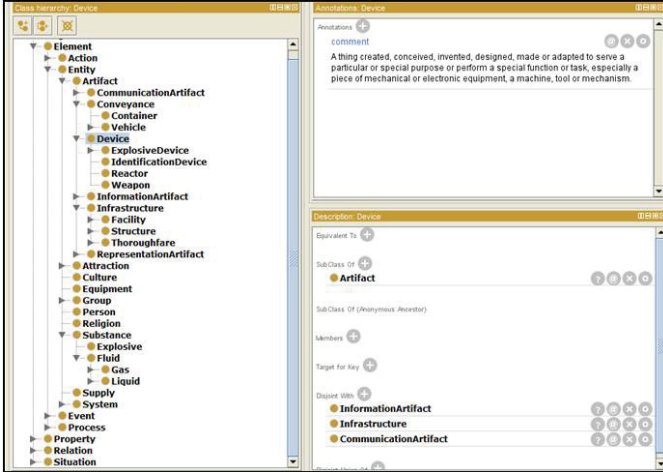 Class hierarchy: Device
Element
Action
Entity
Artifact
CommunicationArtifact
Conveyance
Container
Vehicle
Device
ExplosiveDevice
IdentificationDevice
Reactor
Weapon
InformationArtifact
Infrastructure
Facility
Structure
Thoroughfare
RepresentationArtifact
Attraction
Culture
Equipment
Group
Person
Religion
Substance
Explosive
Fluid
Gas
Liquid
Supply
System
Event
Process
Property
Relation
Situation
Annotations: Device
Annotations
comment
A thing created, conceived, invented, designed, made or adapted to serve a
particular or special purpose or perform a special function or task, especially a
piece of mechanical or electronic equipment, a machine, tool or mechanism.
Description: Device
Equivalent To
SubClass Of
Artifact
SubClass Of (Anonymous Ancestor)
Members
Target for Key
Disjoint With
InformationArtifact
Infrastructure
CommunicationArtifact
Disjoint Union Of